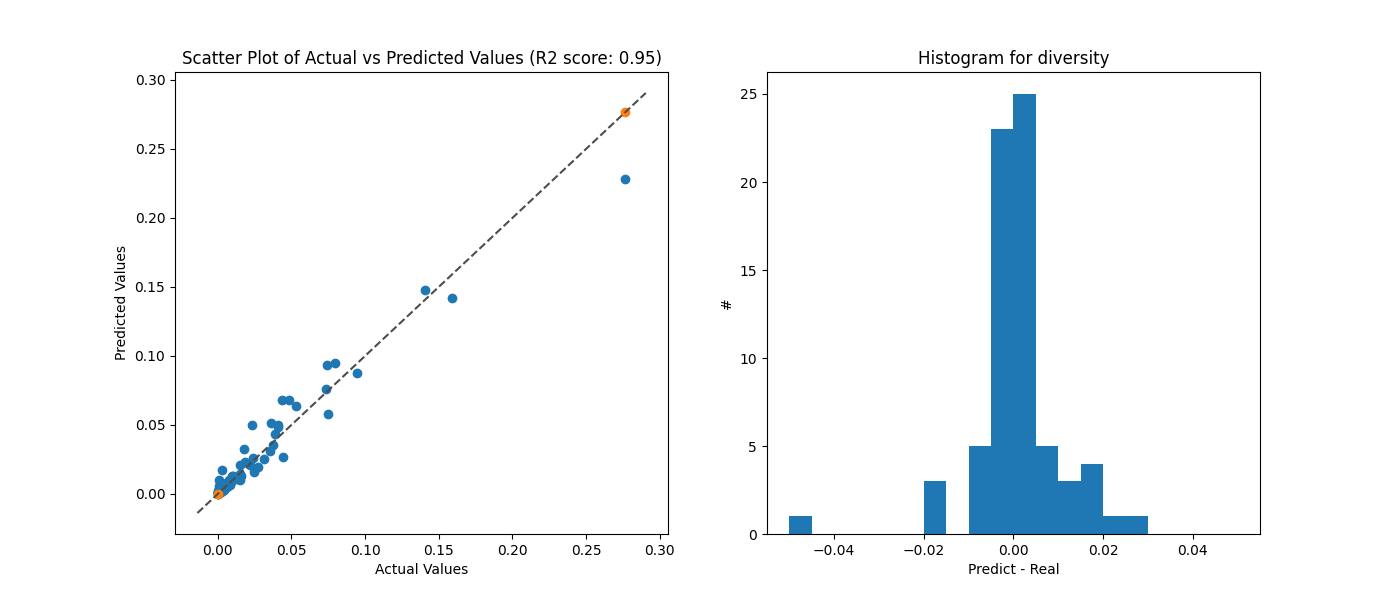 Scatter Plot of Actual vs Predicted Values (R2 score: 0.95)
0.30
0.25
0.20
0.15
0.10
0.05
0.00
Predicted Values
0.00 0.05 0.10 0.15 0.20 0.25 0.30
Actual Values
Histogram for diversity
25
20
15
10
5
0
#
−0.04 −0.02 0.00 0.02 0.04
Predict - Real